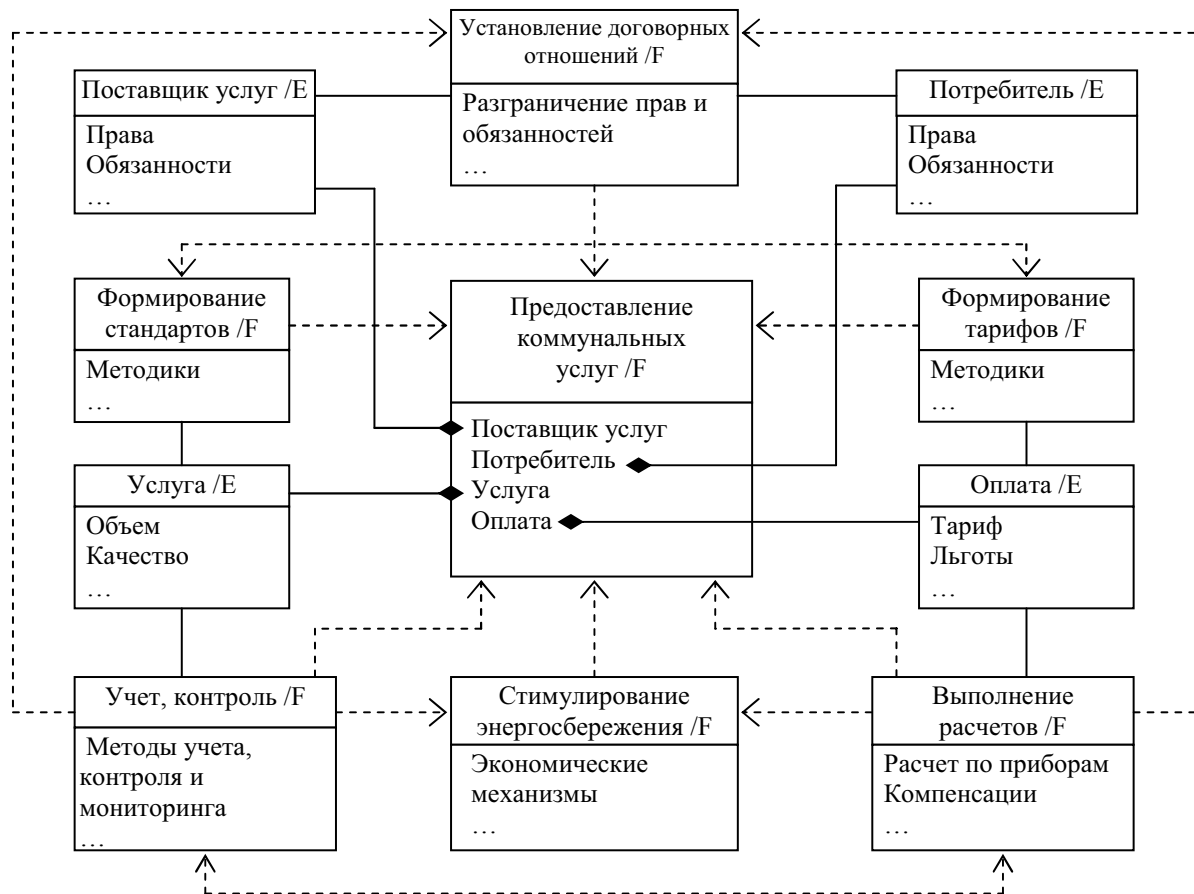 Установление договорных
отношений /F
Разграничение прав и
обязанностей
…
Поставщик услуг /E
Права
Обязанности
…
Потребитель /E
Права
Обязанности
…
Формирование
стандартов /F
Методики
…
Предоставление
коммунальных
услуг /F
Поставщик услуг
Потребитель
Услуга
Оплата
Формирование
тарифов /F
Методики
…
Услуга /E
Объем
Качество
…
Оплата /E
Тариф
Льготы
…
Учет, контроль /F
Методы учета,
контроля и
мониторинга
…
Стимулирование
энергосбережения /F
Экономические
механизмы
…
Выполнение
расчетов /F
Расчет по приборам
Компенсации
…